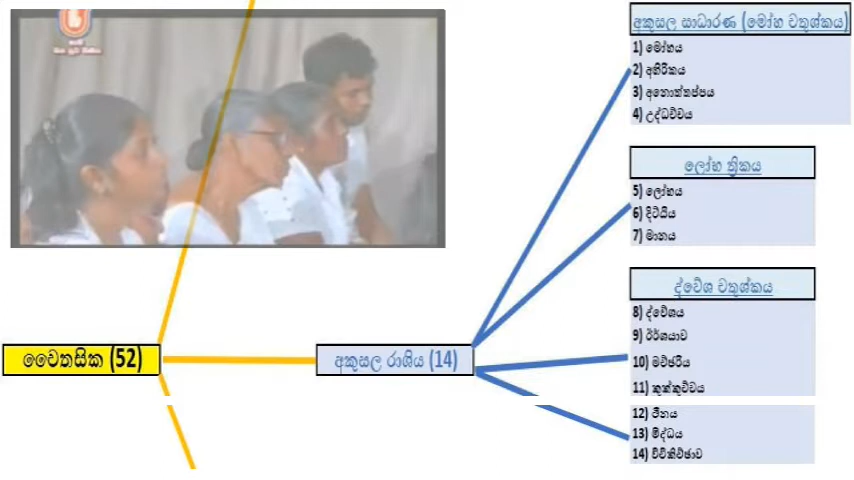 අකුසල සාධාරණ (මෝහ චතුශ්කය)
1) මෝහය
2) අහිරිකය
3) අනොත්තප්පය
4) උද්ධච්චය
ලෝභ ත්‍රිකය
5) ලෝභය
6) දිට්ඨිය
7) මානය
ද්වේශ චතුශ්කය
8) ද්වේශය
9) ඊර්ශයාව
10) මච්ඡරිය
11) කුක්කුච්චය
12) ථීනය
13) මිද්ධය
14) විචිකිච්ඡාව
චෛතසික (52)
අකුසල රාශිය (14)